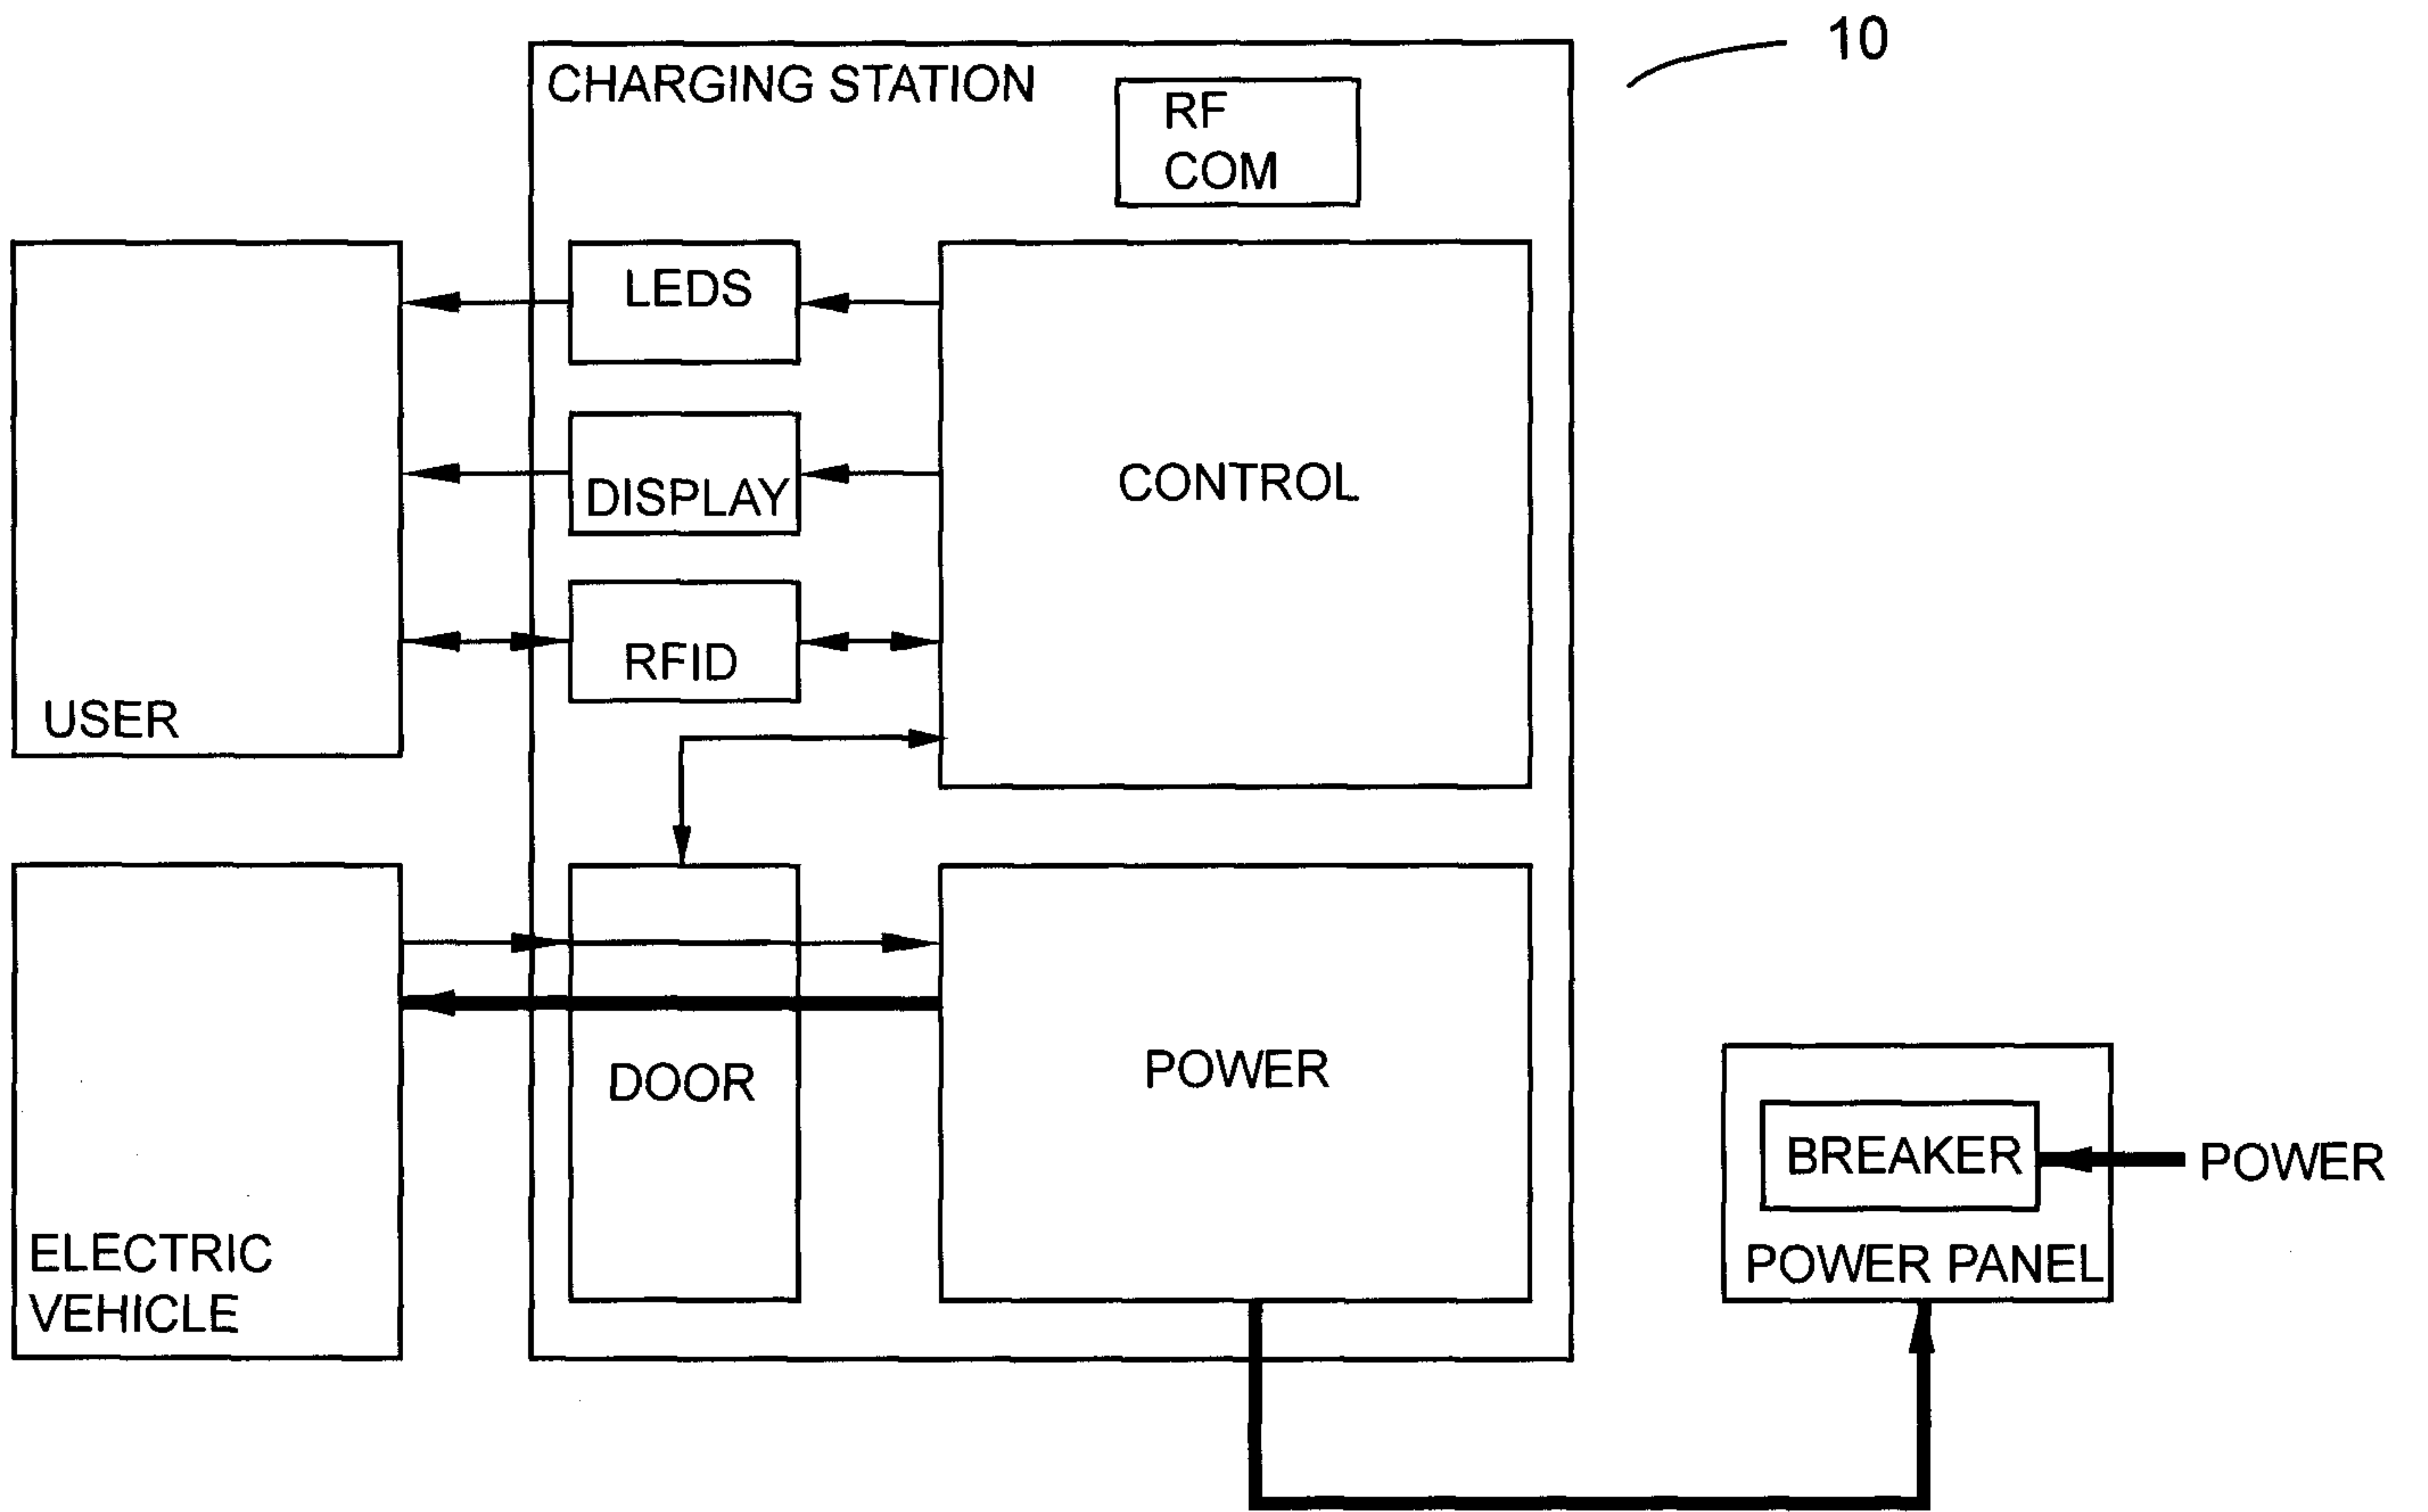 10
CHARGING STATION
RF
COM
LEDS
DISPLAY
CONTROL
RFID
USER
DOOR
POWER
BREAKER
POWER
POWER PANEL
ELECTRIC
VEHICLE